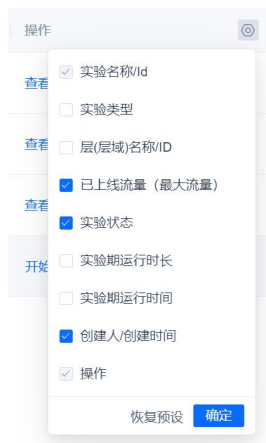 操作
查看
实验名称/Id
实验类型
查看
层(层域)名称/ID
已上线流量（最大流量）
查看
实验状态
开始
实验期运行时长
实验期运行时间
创建人/创建时间
操作
恢复预设 确定